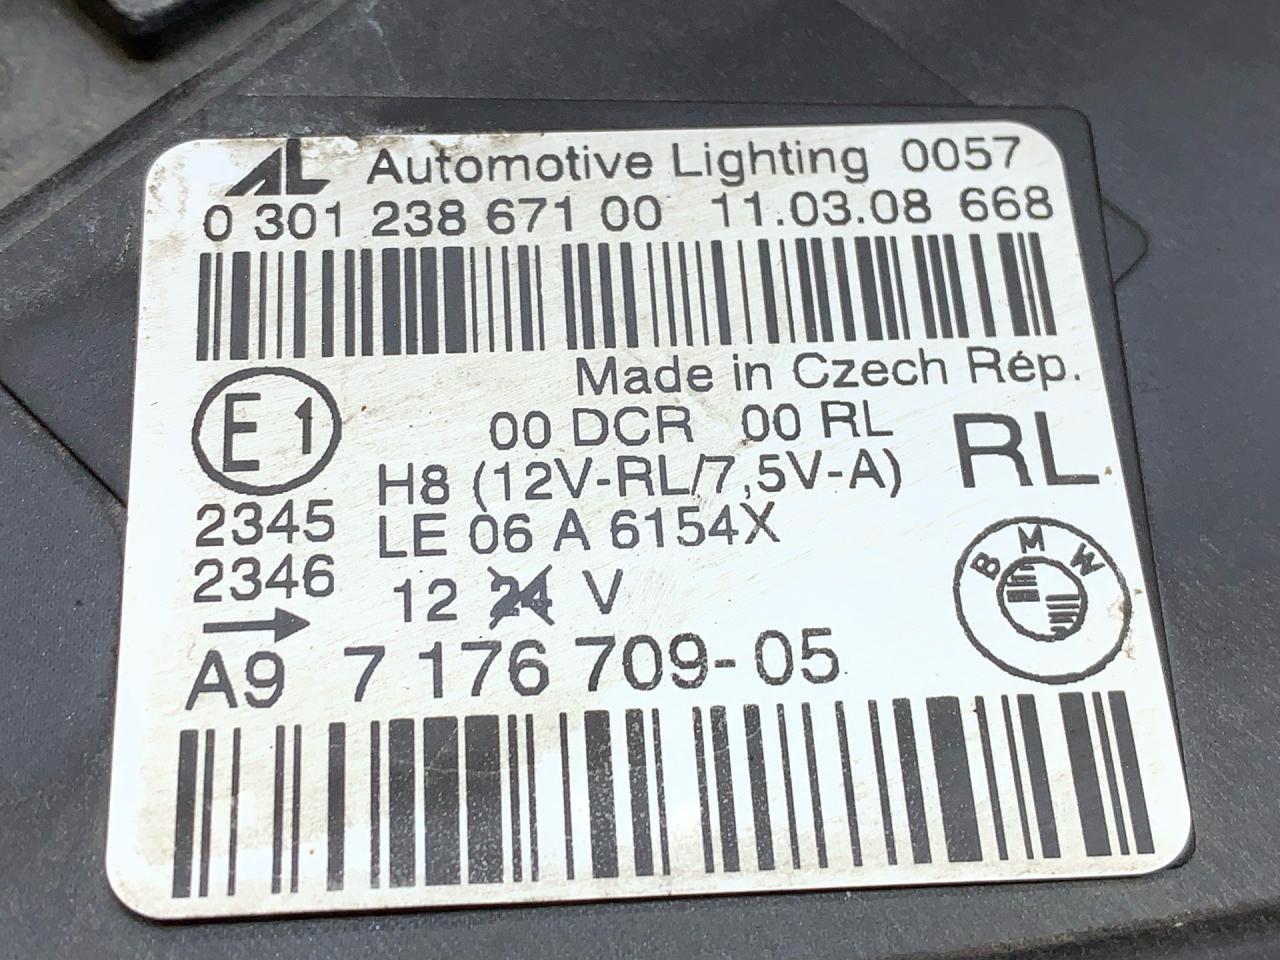 AL Automotive Lighting 0057
0 301 238 671 00 11.03.08 668
Made in Czech Rép.
E1 00 DCR 00 RL RL
H8 (12V-RL/7,5V-A)
2345 LE 06 A 6154X
2346 12 24 V
BMW
A9 7 176 709-05